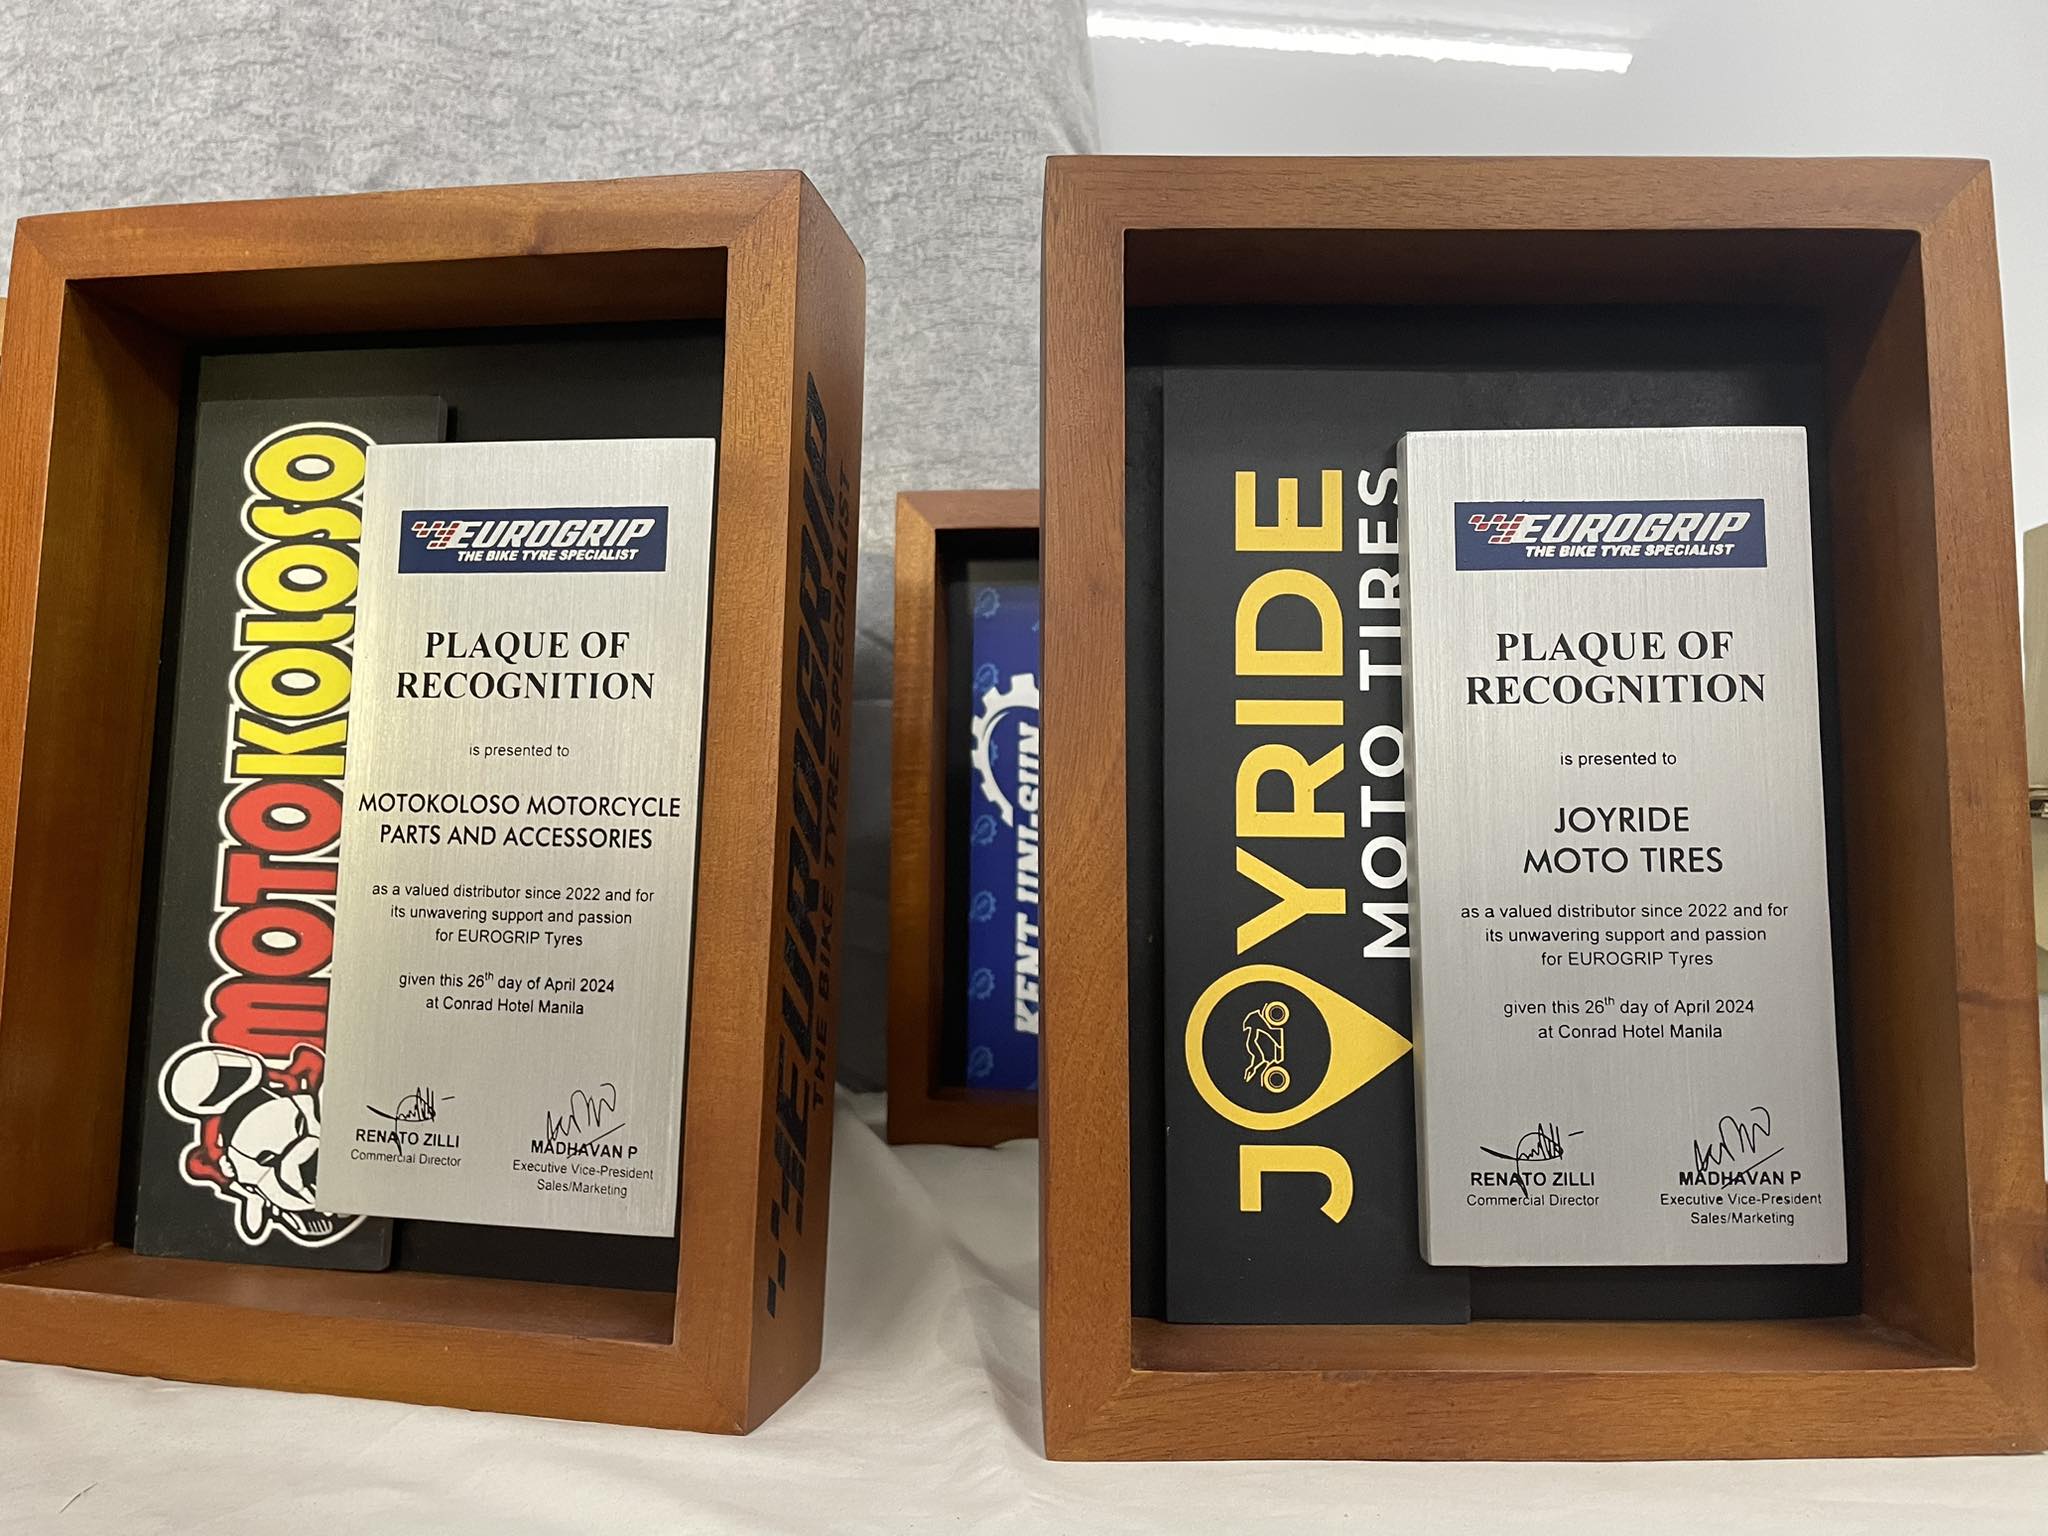 MOTOKOLOSO
EUROGRIP
THE BIKE TYRE SPECIALIST
PLAQUE OF
RECOGNITION
is presented to
MOTOKOLOSO MOTORCYCLE
PARTS AND ACCESSORIES
as a valued distributor since 2022 and for
its unwavering support and passion
for EUROGRIP Tyres
given this 26th day of April 2024
at Conrad Hotel Manila
RENATO ZILLI
Commercial Director
MADHAVAN P
Executive Vice-President
Sales/Marketing
EUROGRIP
THE BIKE TYRE SPECIALIST
KENT UNI-SUN
JOYRIDE
MOTO TIRES
EUROGRIP
THE BIKE TYRE SPECIALIST
PLAQUE OF
RECOGNITION
is presented to
JOYRIDE
MOTO TIRES
as a valued distributor since 2022 and for
its unwavering support and passion
for EUROGRIP Tyres
given this 26th day of April 2024
at Conrad Hotel Manila
RENATO ZILLI
Commercial Director
MADHAVAN P
Executive Vice-President
Sales/Marketing